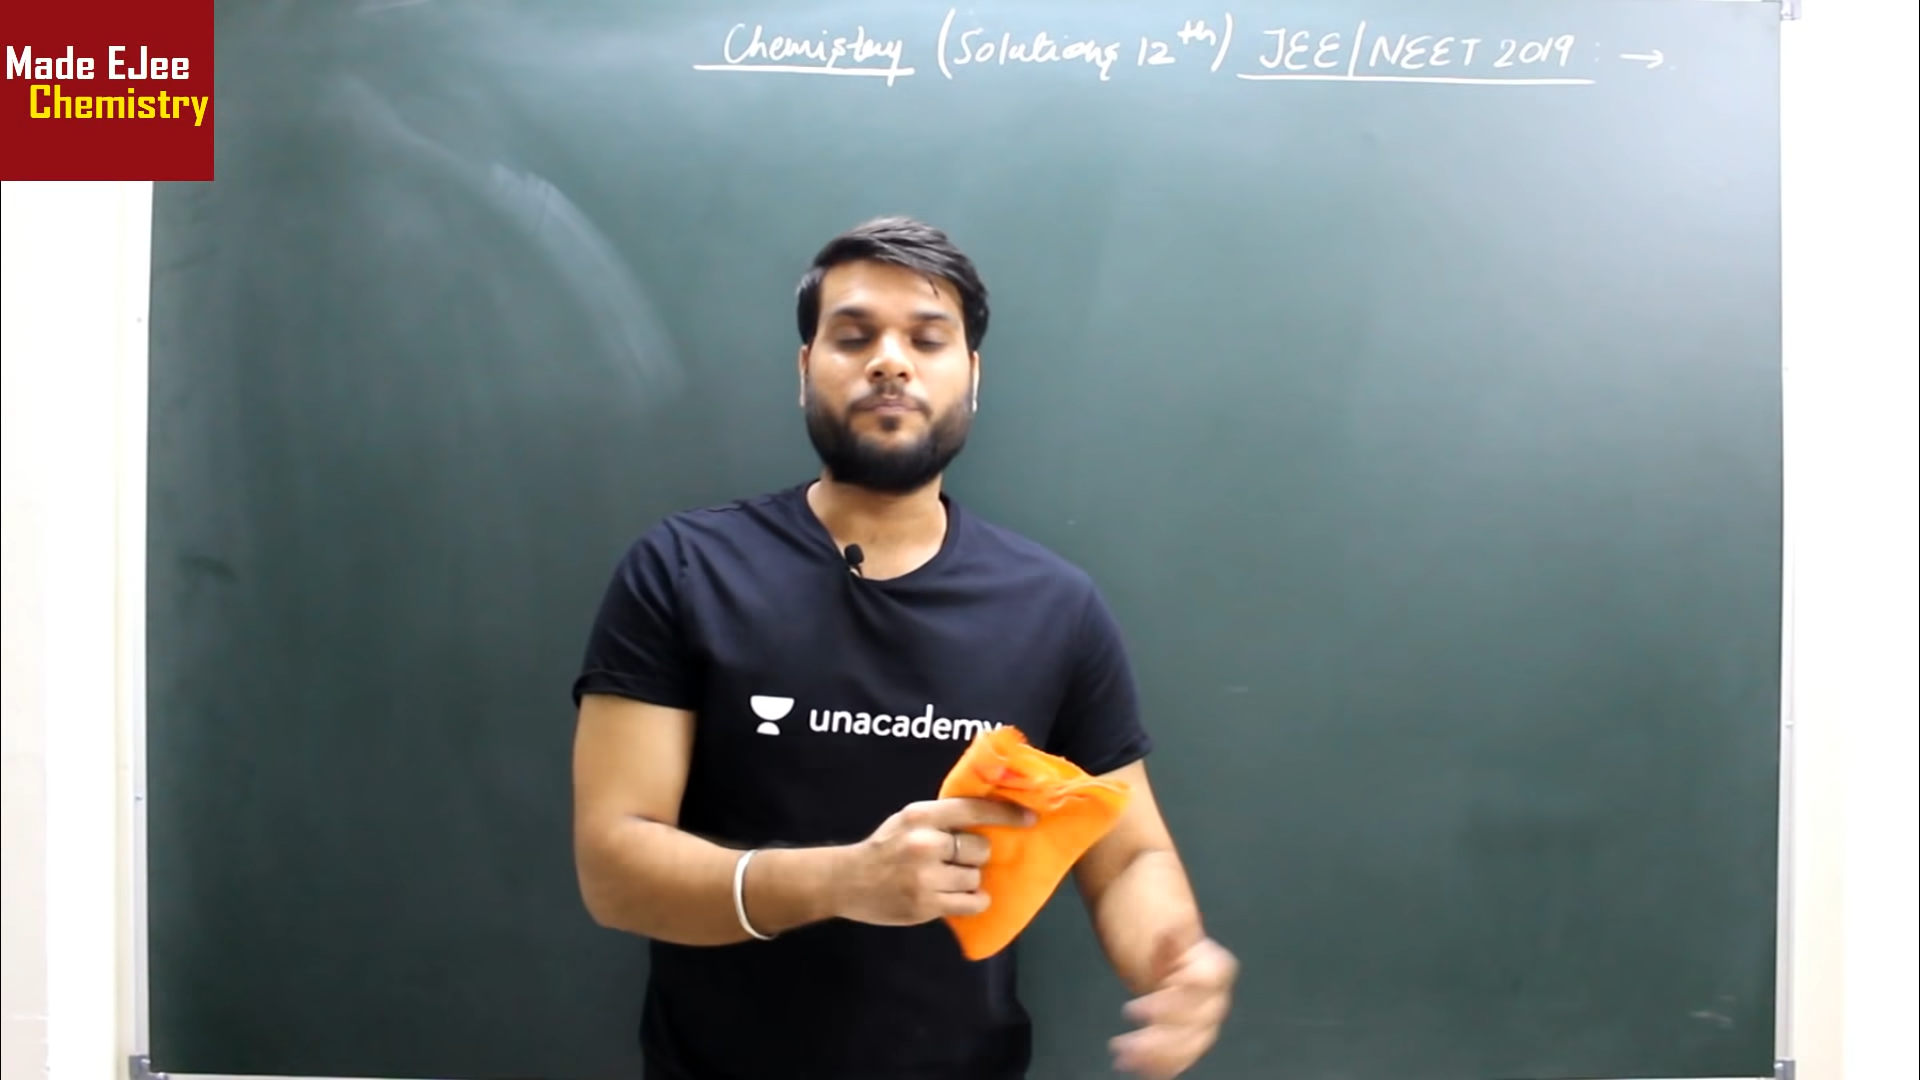 Made EJee
Chemistry
Chemistry (Solutions 12th) JEE/NEET 2019 : →
unacademy